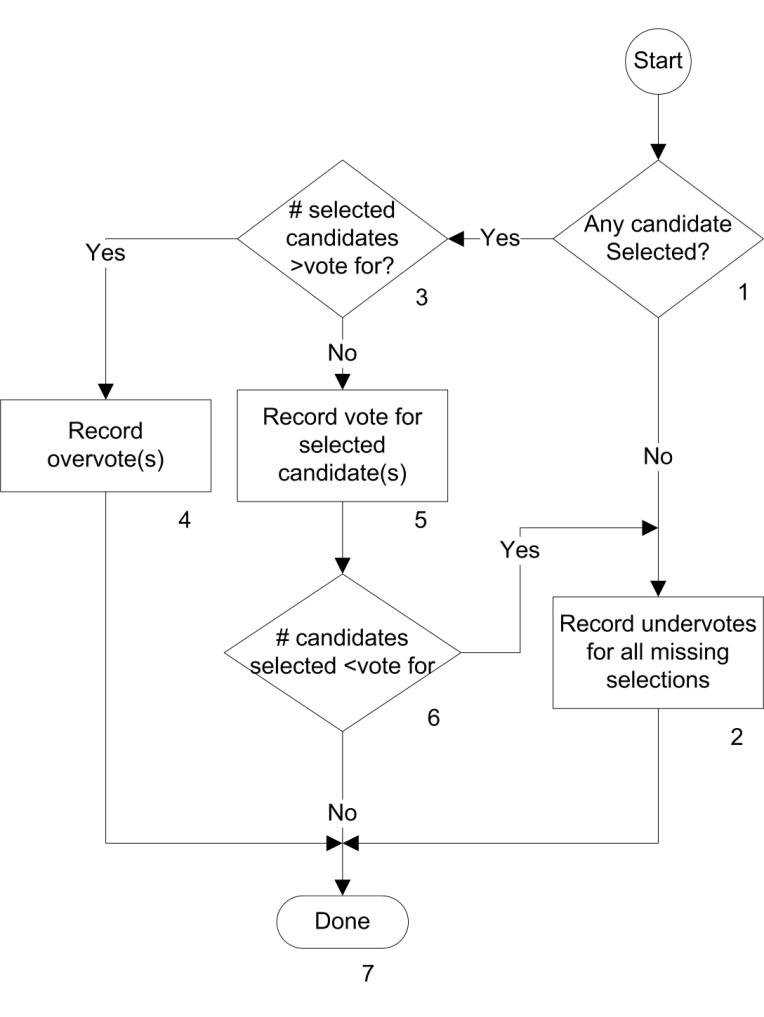 Start
Any candidate
Selected?
1
Yes
# selected
candidates
>vote for?
3
Yes
No
Record
overvote(s)
4
Record vote for
selected
candidate(s)
5
No
Yes
# candidates
selected <vote for
6
Record undervotes
for all missing
selections
2
No
Done
7